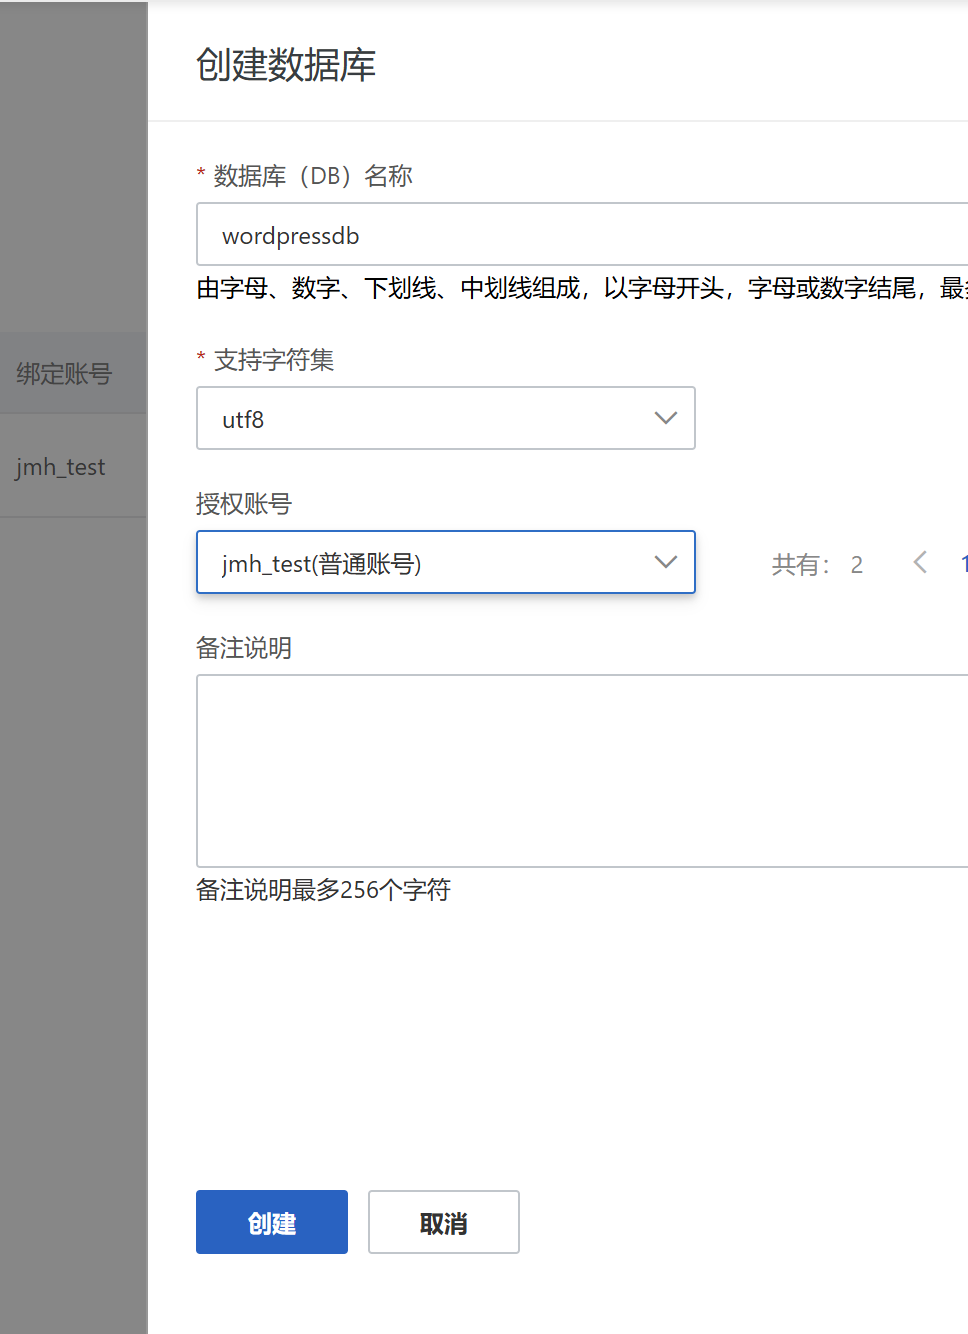 创建数据库
* 数据库（DB）名称
wordpressdb
由字母、数字、下划线、中划线组成，以字母开头，字母或数字结尾，最
* 支持字符集
绑定账号
utf8
jmh_test
授权账号
jmh_test(普通账号)
共有： 2 1
备注说明
备注说明最多256个字符
创建 取消